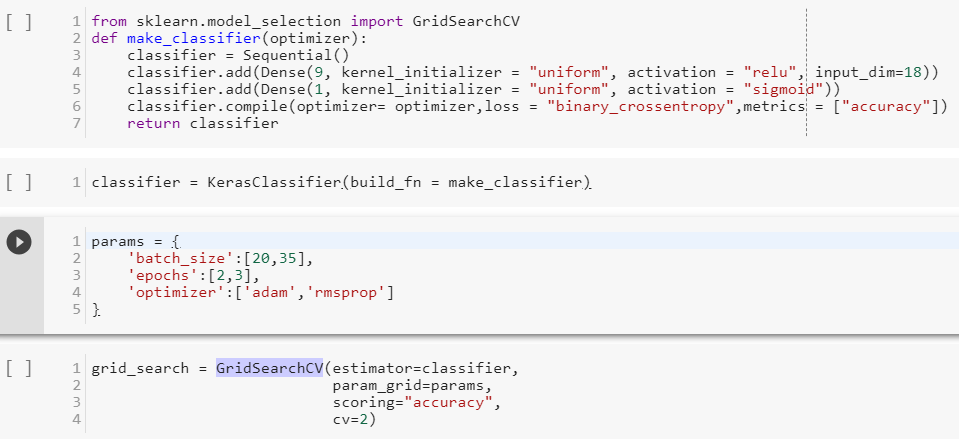 [ ] 1 from sklearn.model_selection import GridSearchCV
2 def make_classifier(optimizer):
3     classifier = Sequential()
4     classifier.add(Dense(9, kernel_initializer = "uniform", activation = "relu", input_dim=18))
5     classifier.add(Dense(1, kernel_initializer = "uniform", activation = "sigmoid"))
6     classifier.compile(optimizer= optimizer,loss = "binary_crossentropy",metrics = ["accuracy"])
7     return classifier
[ ] 1 classifier = KerasClassifier(build_fn = make_classifier)
1 params = {
2     'batch_size':[20,35],
3     'epochs':[2,3],
4     'optimizer':['adam','rmsprop']
5 }
[ ] 1 grid_search = GridSearchCV(estimator=classifier,
2                            param_grid=params,
3                            scoring="accuracy",
4                            cv=2)